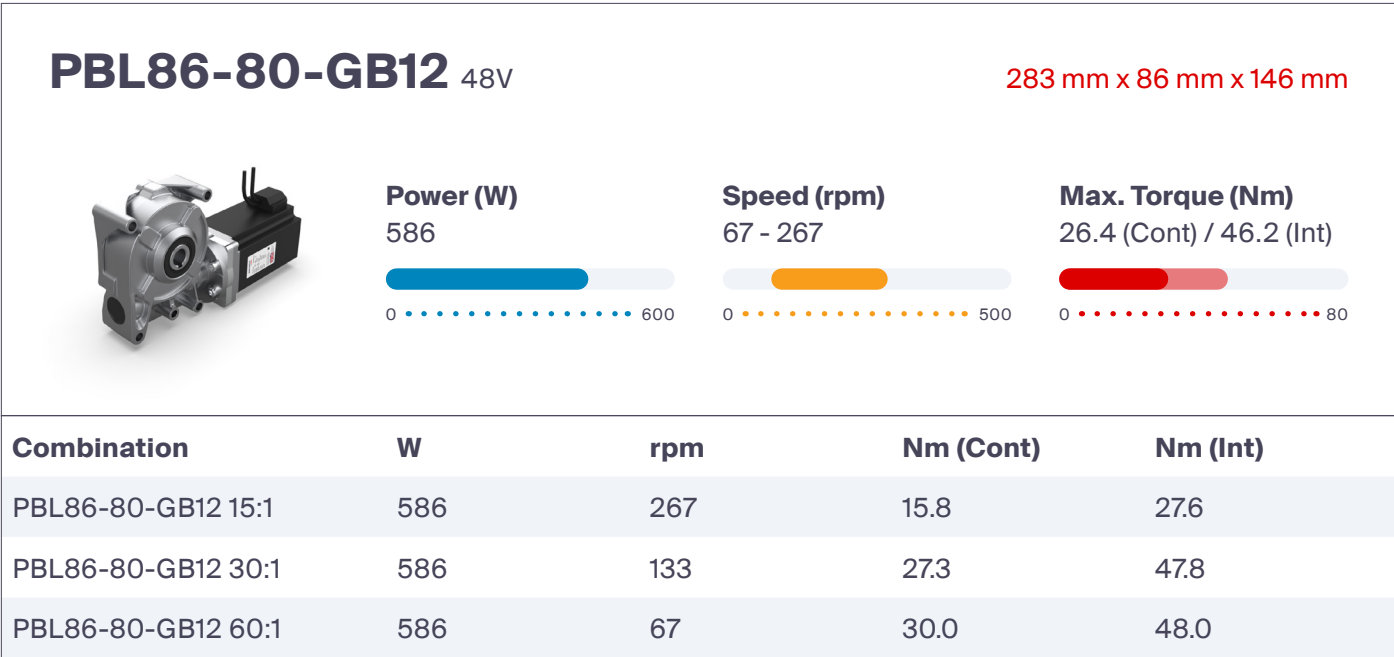 PBL86-80-GB12 48V
283 mm x 86 mm x 146 mm
Power (W)
586
0 600
Speed (rpm)
67 - 267
0 500
Max. Torque (Nm)
26.4 (Cont) / 46.2 (Int)
0 80
Combination W rpm Nm (Cont) Nm (Int)
PBL86-80-GB12 15:1 586 267 15.8 27.6
PBL86-80-GB12 30:1 586 133 27.3 47.8
PBL86-80-GB12 60:1 586 67 30.0 48.0